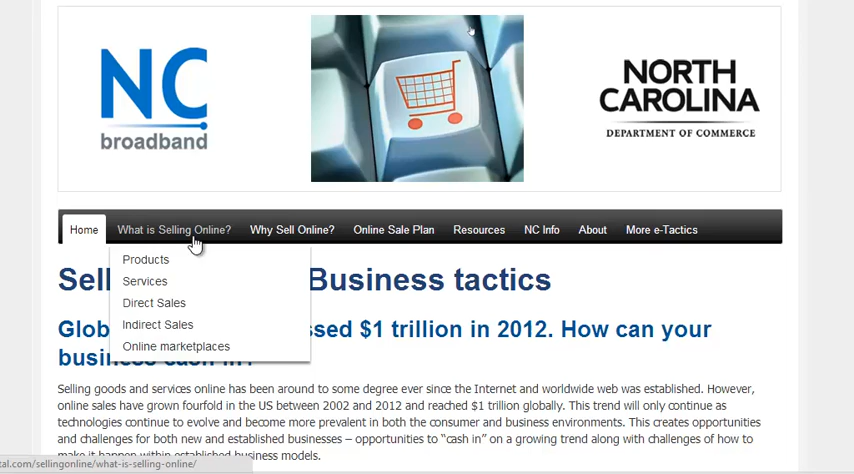 NC
broadband
NORTH
CAROLINA
DEPARTMENT OF COMMERCE
Home What is Selling Online? Why Sell Online? Online Sale Plan Resources NC Info About More e-Tactics
Products
Services
Direct Sales
Indirect Sales
Online marketplaces
Sell Business tactics
Glob ssed $1 trillion in 2012. How can your
business cash in?
Selling goods and services online has been around to some degree ever since the Internet and worldwide web was established. However,
online sales have grown fourfold in the US between 2002 and 2012 and reached $1 trillion globally. This trend will only continue as
technologies continue to evolve and become more prevalent in both the consumer and business environments. This creates opportunities
and challenges for both new and established businesses – opportunities to “cash in” on a growing trend along with challenges of how to
make it happen within established business models.
tal.com/sellingonline/what-is-selling-online/